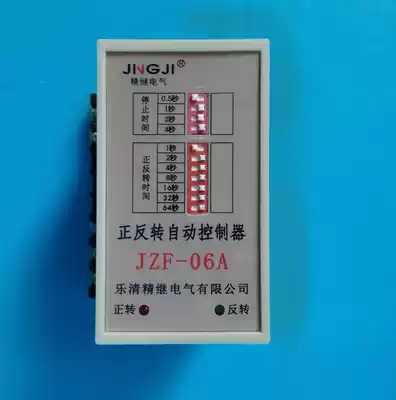 JINGJI®
精继电气
停止时间
0.5秒
1秒
2秒
4秒
正反转时间
1秒
2秒
4秒
8秒
16秒
32秒
64秒
正反转自动控制器
JZF-06A
乐清精继电气有限公司
正转 反转